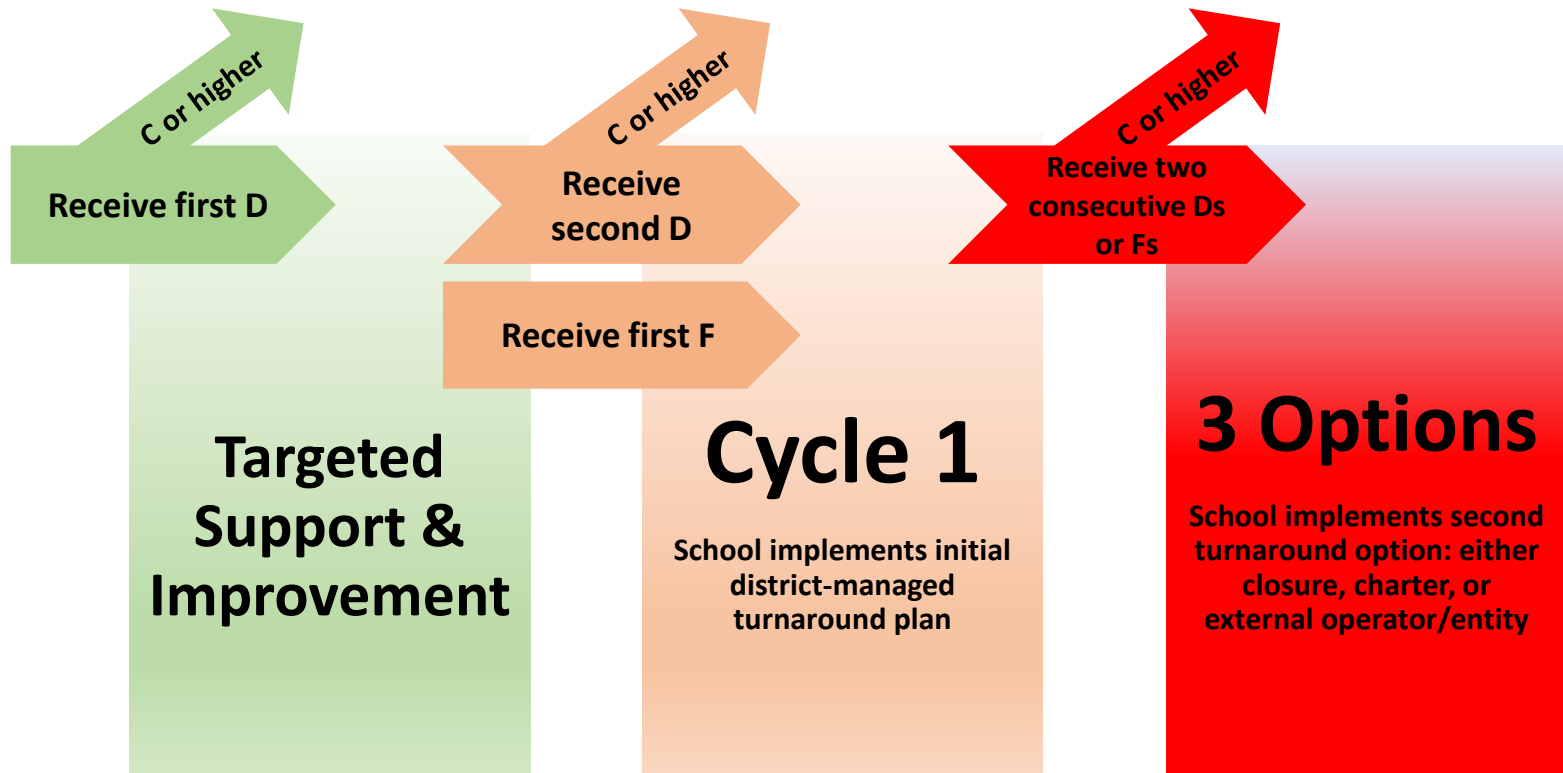 C or higher
Receive first D
Targeted
Support &
Improvement
C or higher
Receive
second D
Receive first F
Cycle 1
School implements initial
district-managed
turnaround plan
C or higher
Receive two
consecutive Ds
or Fs
3 Options
School implements second
turnaround option: either
closure, charter, or
external operator/entity